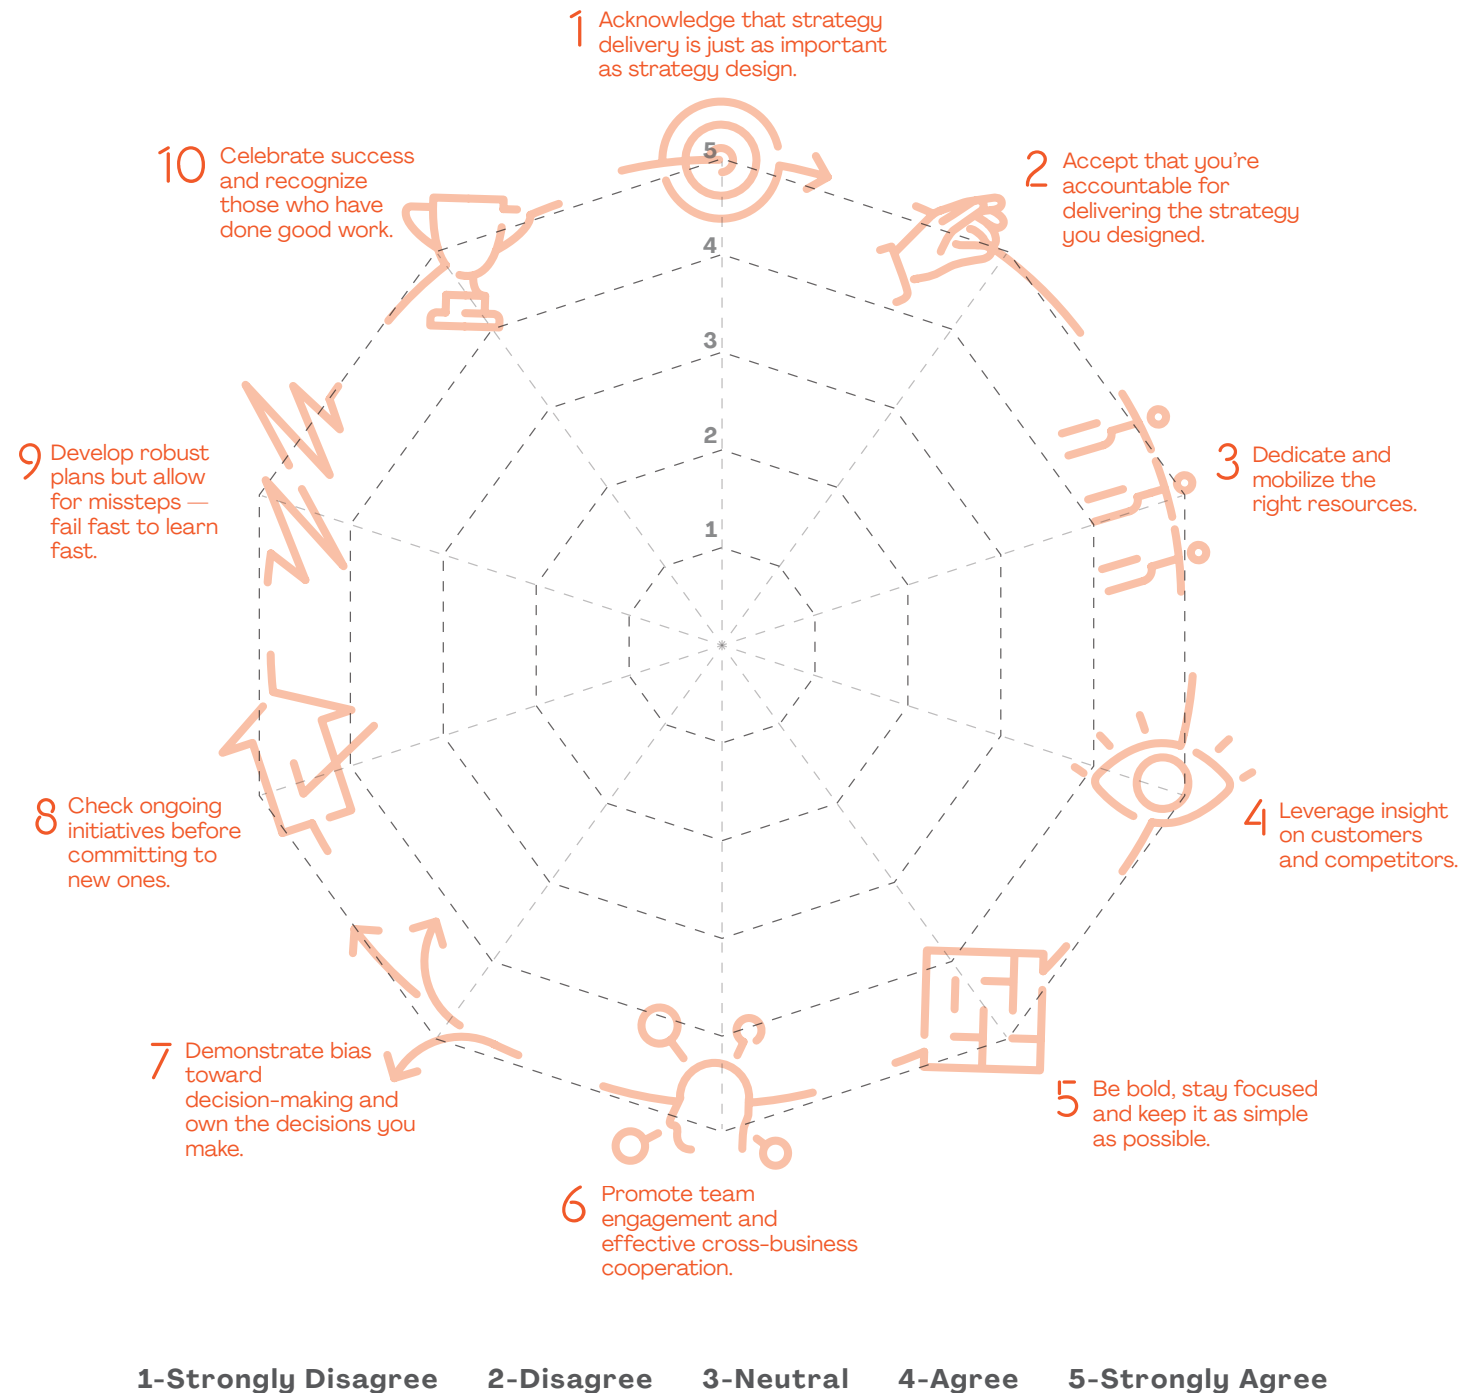 1
Acknowledge that strategy
delivery is just as important
as strategy design.
2
Accept that you're
accountable for
delivering the strategy
you designed.
3
Dedicate and
mobilize the
right resources.
4
Leverage insight
on customers
and competitors.
5
Be bold, stay focused
and keep it as simple
as possible.
6
Promote team
engagement and
effective cross-business
cooperation.
7
Demonstrate bias
toward
decision-making and
own the decisions you
make.
8
Check ongoing
initiatives before
committing to
new ones.
9
Develop robust
plans but allow
for missteps —
fail fast to learn
fast.
10
Celebrate success
and recognize
those who have
done good work.
5
4
3
2
1
1-Strongly Disagree 2-Disagree 3-Neutral 4-Agree 5-Strongly Agree